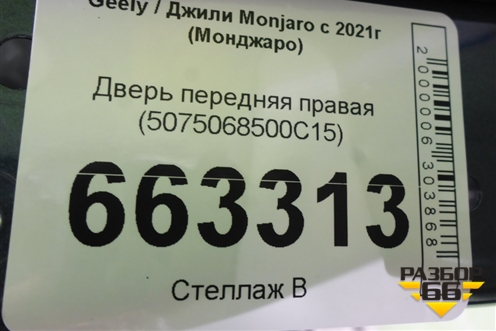 Geely / Джили Monjaro с 2021г
(Монджаро)
Дверь передняя правая
(5075068500C15)
663313
Стеллаж В
2000006303868
РАЗБОР
66